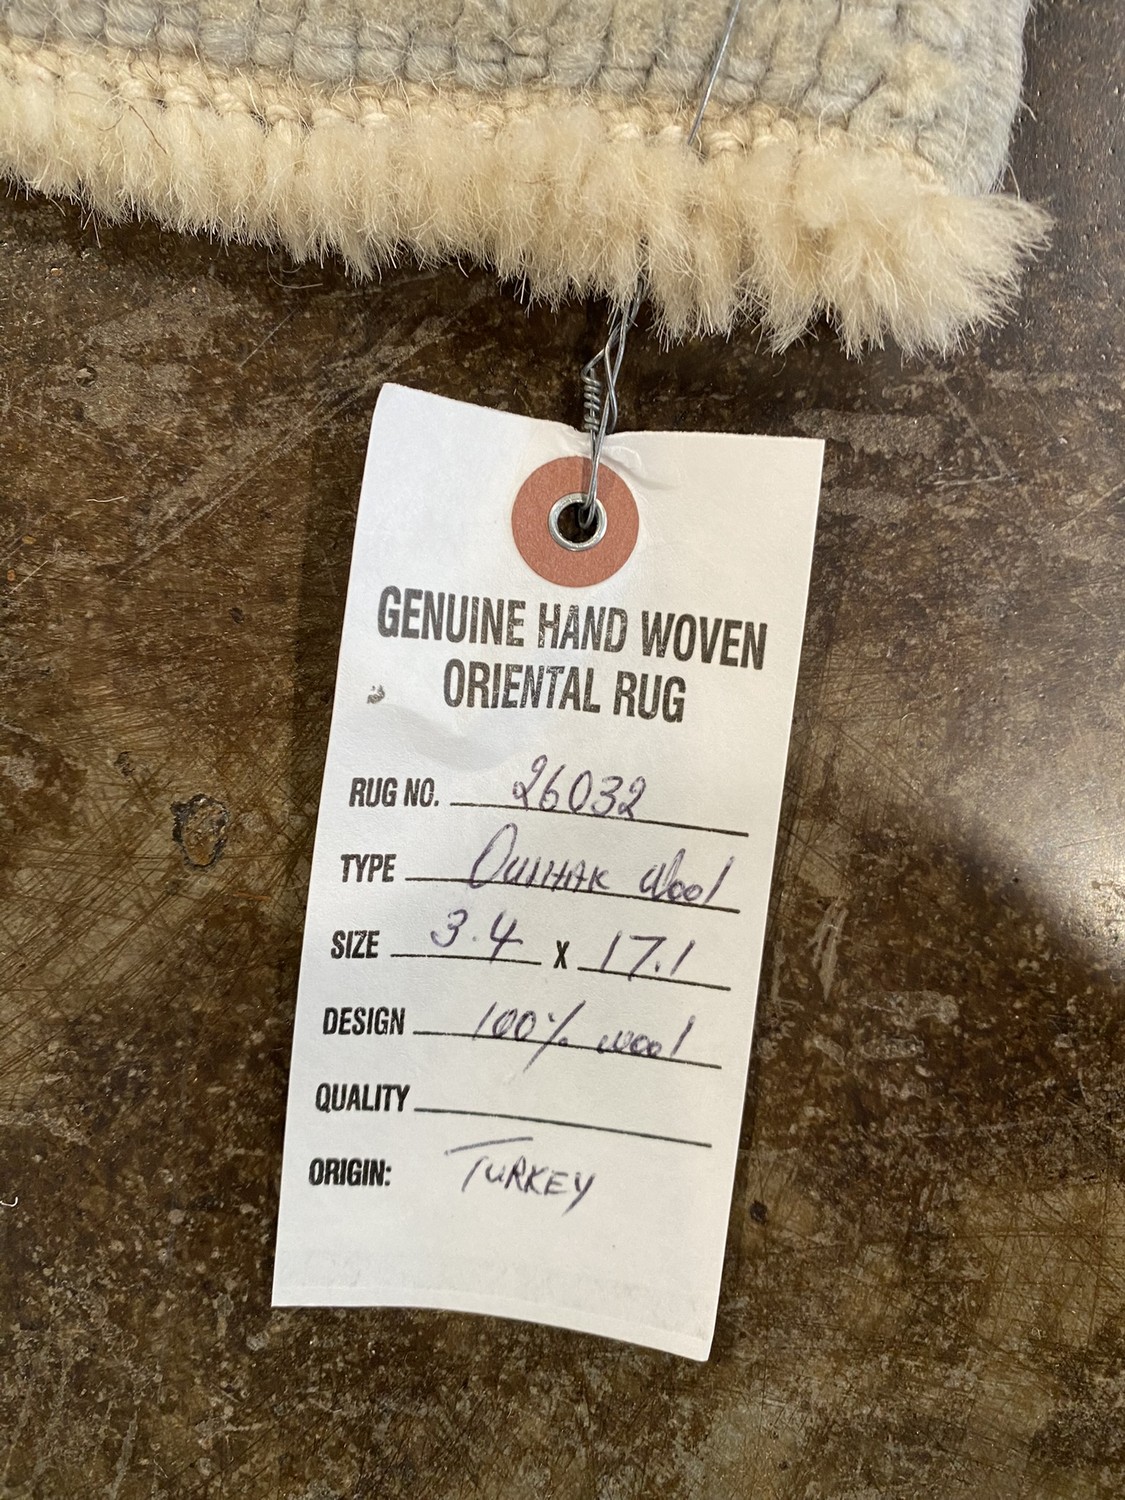 GENUINE HAND WOVEN
ORIENTAL RUG
RUG NO. 26032
TYPE Wool
SIZE 3.4 X 17.1
DESIGN 100% wool
QUALITY
ORIGIN: TURKEY